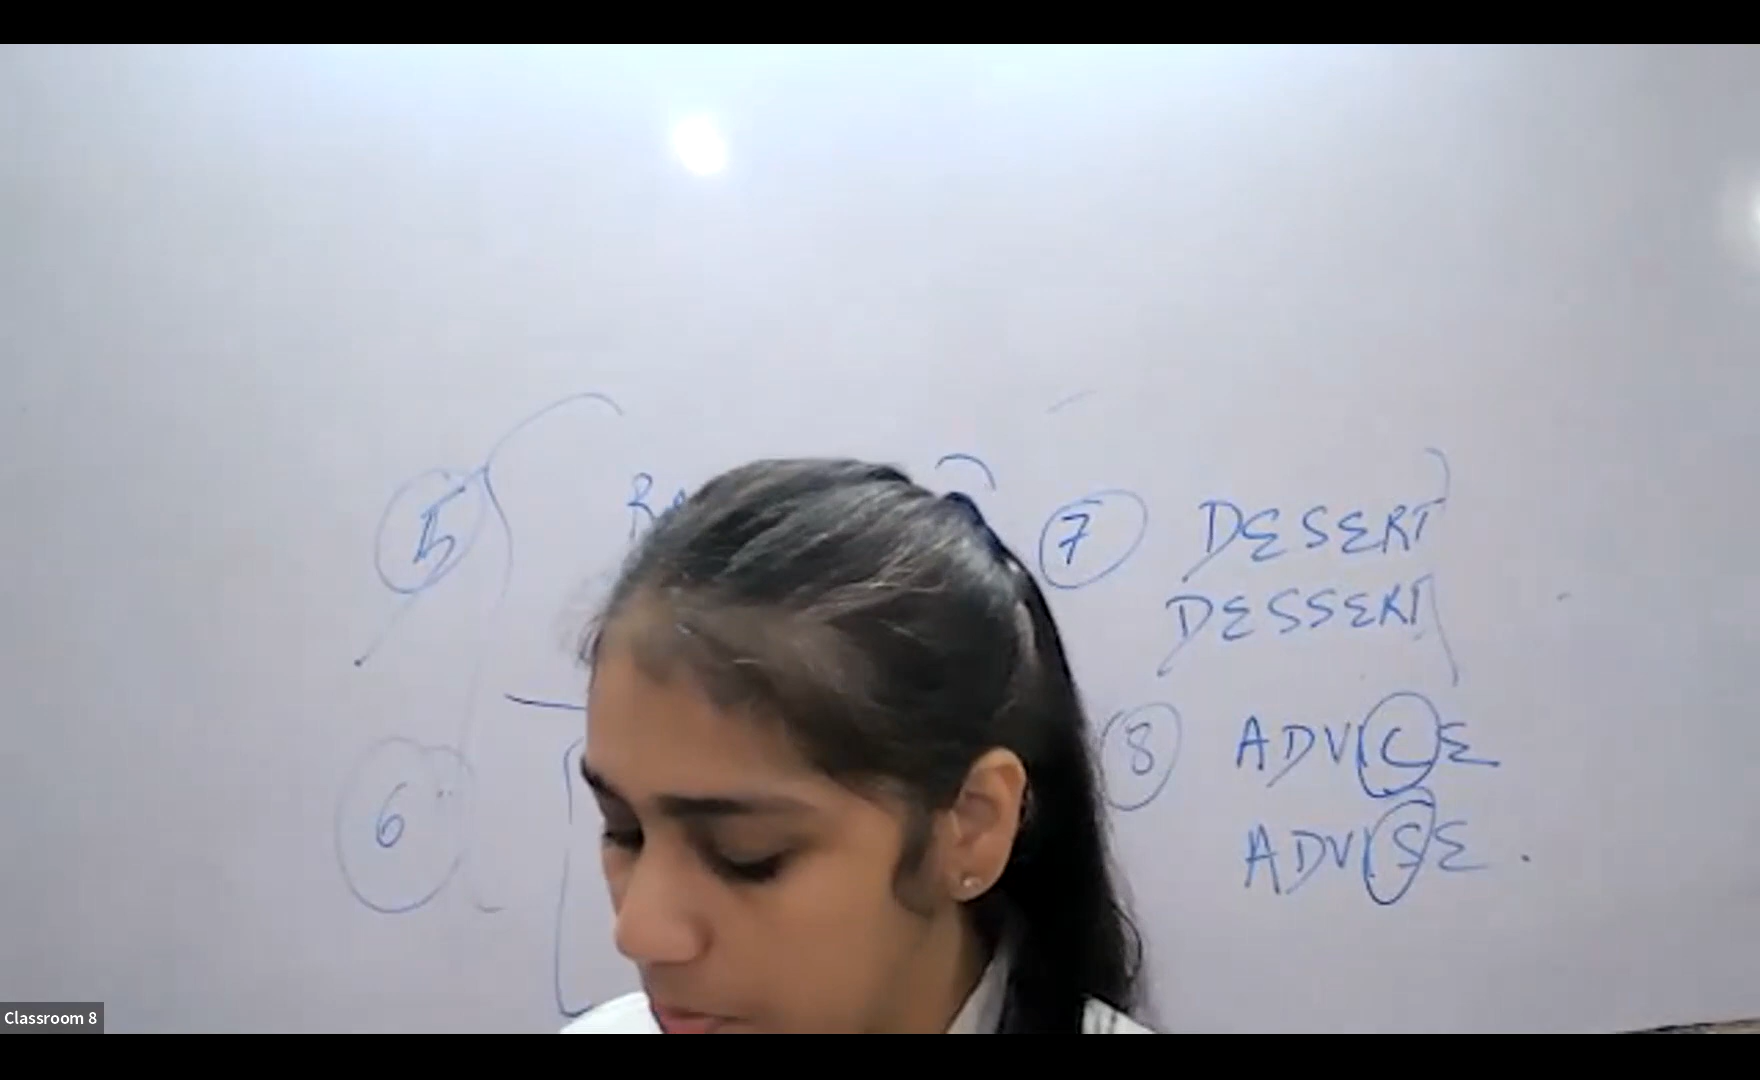 5
6
7 DESERT
DESSERT
8 ADVICE
ADVISE.
Classroom 8